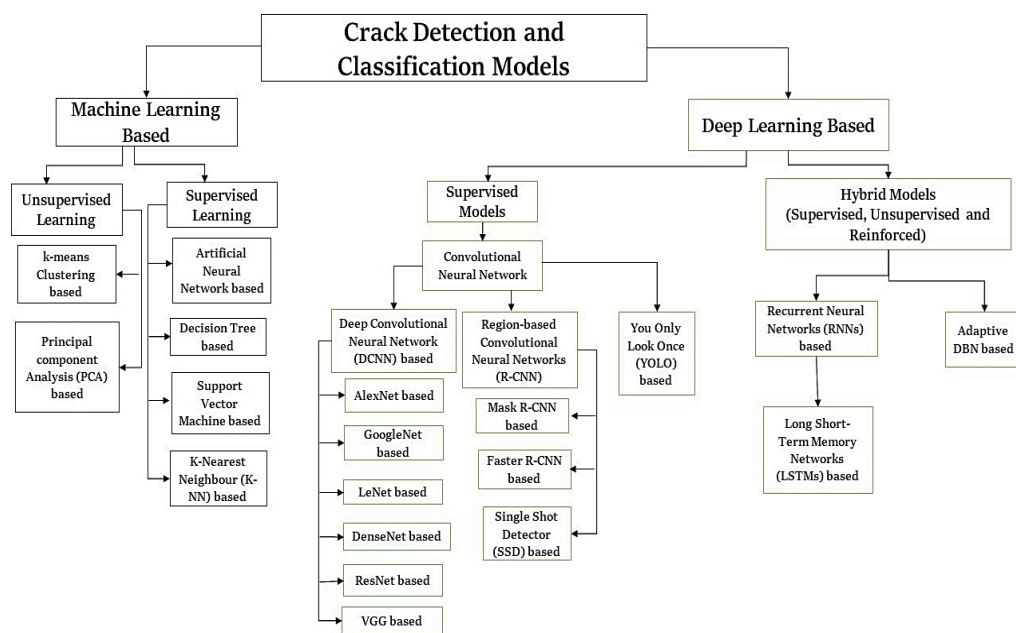 Crack Detection and
Classification Models
Machine Learning
Based
Deep Learning Based
Unsupervised
Learning
Supervised
Learning
k-means
Clustering
based
Principal
component
Analysis (PCA)
based
Artificial
Neural
Network based
Decision Tree
based
Support
Vector
Machine based
K-Nearest
Neighbour (K-
NN) based
Supervised
Models
Convolutional
Neural Network
Deep Convolutional
Neural Network
(DCNN) based
AlexNet based
GoogleNet
based
LeNet based
DenseNet based
ResNet based
VGG based
Region-based
Convolutional
Neural Networks
(R-CNN)
Mask R-CNN
based
Faster R-CNN
based
Single Shot
Detector
(SSD) based
You Only
Look Once
(YOLO)
based
Hybrid Models
(Supervised, Unsupervised and
Reinforced)
Recurrent Neural
Networks (RNNs)
based
Long Short-
Term Memory
Networks
(LSTMs) based
Adaptive
DBN based